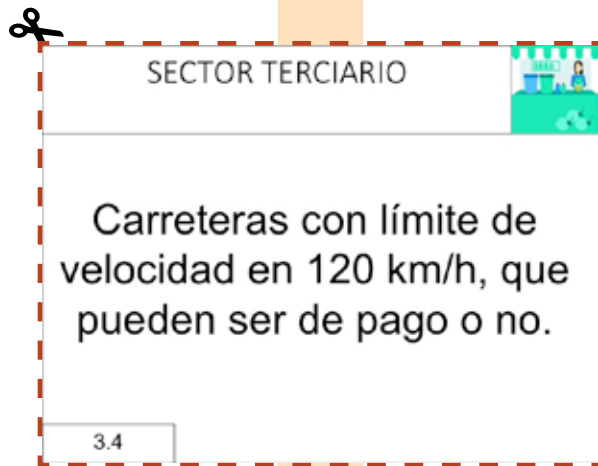 SECTOR TERCIARIO
Carreteras con límite de
velocidad en 120 km/h, que
pueden ser de pago o no.
3.4